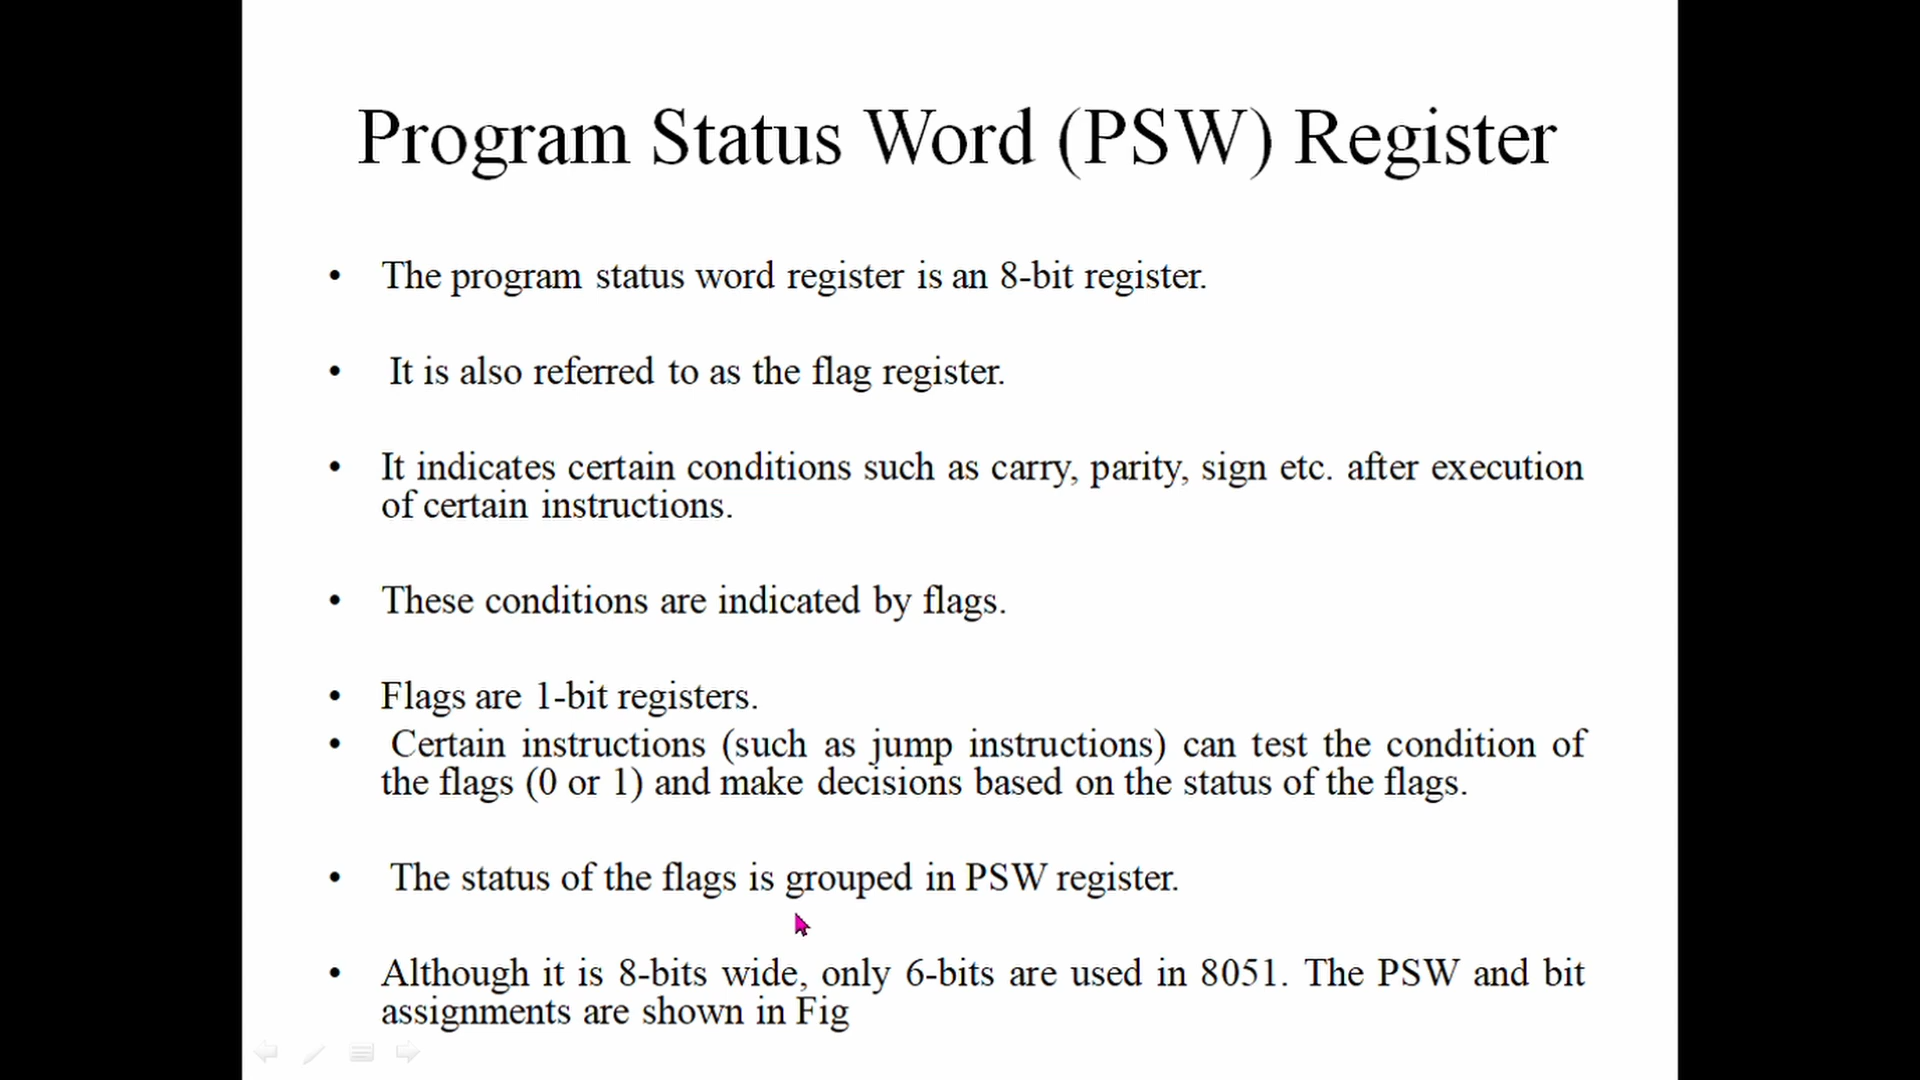 Program Status Word (PSW) Register
• The program status word register is an 8-bit register.
• It is also referred to as the flag register.
• It indicates certain conditions such as carry, parity, sign etc. after execution
of certain instructions.
• These conditions are indicated by flags.
• Flags are 1-bit registers.
• Certain instructions (such as jump instructions) can test the condition of
the flags (0 or 1) and make decisions based on the status of the flags.
• The status of the flags is grouped in PSW register.
• Although it is 8-bits wide, only 6-bits are used in 8051. The PSW and bit
assignments are shown in Fig